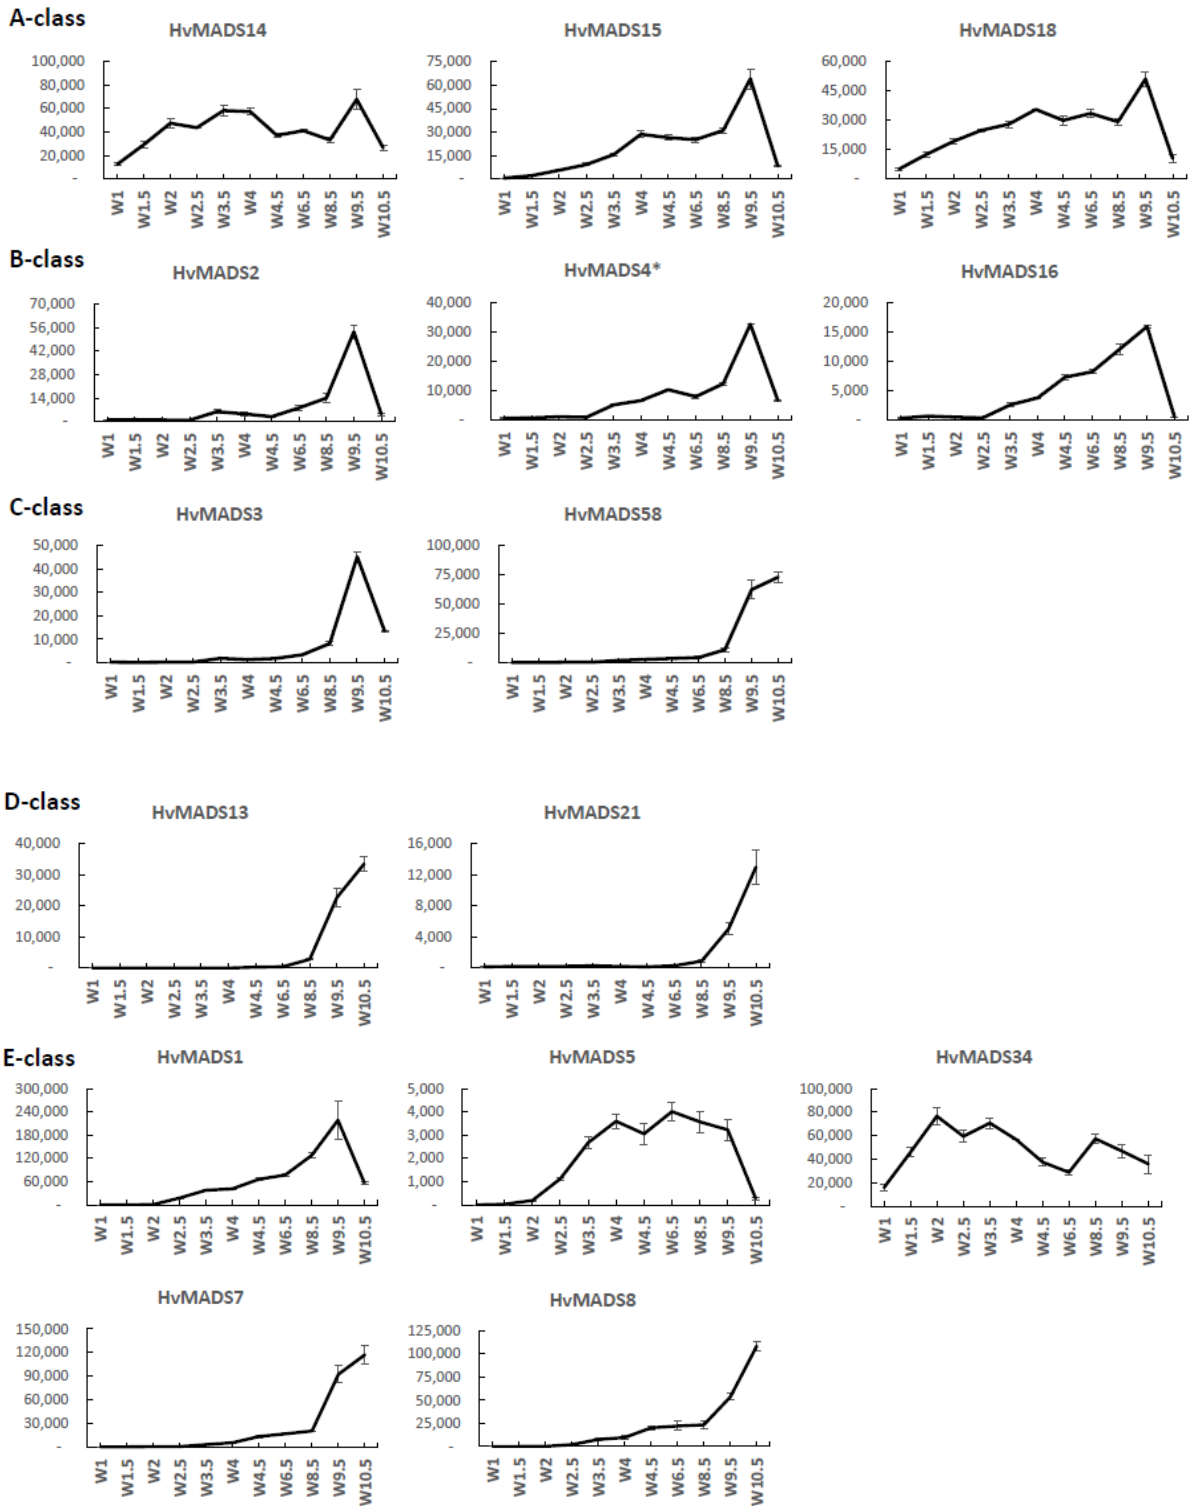 A-class
HvMADS14
100,000
80,000
60,000
40,000
20,000
-
W1 W1.5 W2 W2.5 W3.5 W4 W4.5 W6.5 W8.5 W9.5 W10.5
HvMADS15
75,000
60,000
45,000
30,000
15,000
-
W1 W1.5 W2 W2.5 W3.5 W4 W4.5 W6.5 W8.5 W9.5 W10.5
HvMADS18
60,000
45,000
30,000
15,000
-
W1 W1.5 W2 W2.5 W3.5 W4 W4.5 W6.5 W8.5 W9.5 W10.5
B-class
HvMADS2
70,000
56,000
42,000
28,000
14,000
-
W1 W1.5 W2 W2.5 W3.5 W4 W4.5 W6.5 W8.5 W9.5 W10.5
HvMADS4*
40,000
30,000
20,000
10,000
-
W1 W1.5 W2 W2.5 W3.5 W4 W4.5 W6.5 W8.5 W9.5 W10.5
HvMADS16
20,000
15,000
10,000
5,000
-
W1 W1.5 W2 W2.5 W3.5 W4 W4.5 W6.5 W8.5 W9.5 W10.5
C-class
HvMADS3
50,000
40,000
30,000
20,000
10,000
-
W1 W1.5 W2 W2.5 W3.5 W4 W4.5 W6.5 W8.5 W9.5 W10.5
HvMADS58
100,000
75,000
50,000
25,000
-
W1 W1.5 W2 W2.5 W3.5 W4 W4.5 W6.5 W8.5 W9.5 W10.5
D-class
HvMADS13
40,000
30,000
20,000
10,000
-
W1 W1.5 W2 W2.5 W3.5 W4 W4.5 W6.5 W8.5 W9.5 W10.5
HvMADS21
16,000
12,000
8,000
4,000
-
W1 W1.5 W2 W2.5 W3.5 W4 W4.5 W6.5 W8.5 W9.5 W10.5
E-class
HvMADS1
300,000
240,000
180,000
120,000
60,000
-
W1 W1.5 W2 W2.5 W3.5 W4 W4.5 W6.5 W8.5 W9.5 W10.5
HvMADS5
5,000
4,000
3,000
2,000
1,000
-
W1 W1.5 W2 W2.5 W3.5 W4 W4.5 W6.5 W8.5 W9.5 W10.5
HvMADS34
100,000
80,000
60,000
40,000
20,000
-
W1 W1.5 W2 W2.5 W3.5 W4 W4.5 W6.5 W8.5 W9.5 W10.5
HvMADS7
150,000
120,000
90,000
60,000
30,000
-
W1 W1.5 W2 W2.5 W3.5 W4 W4.5 W6.5 W8.5 W9.5 W10.5
HvMADS8
125,000
100,000
75,000
50,000
25,000
-
W1 W1.5 W2 W2.5 W3.5 W4 W4.5 W6.5 W8.5 W9.5 W10.5